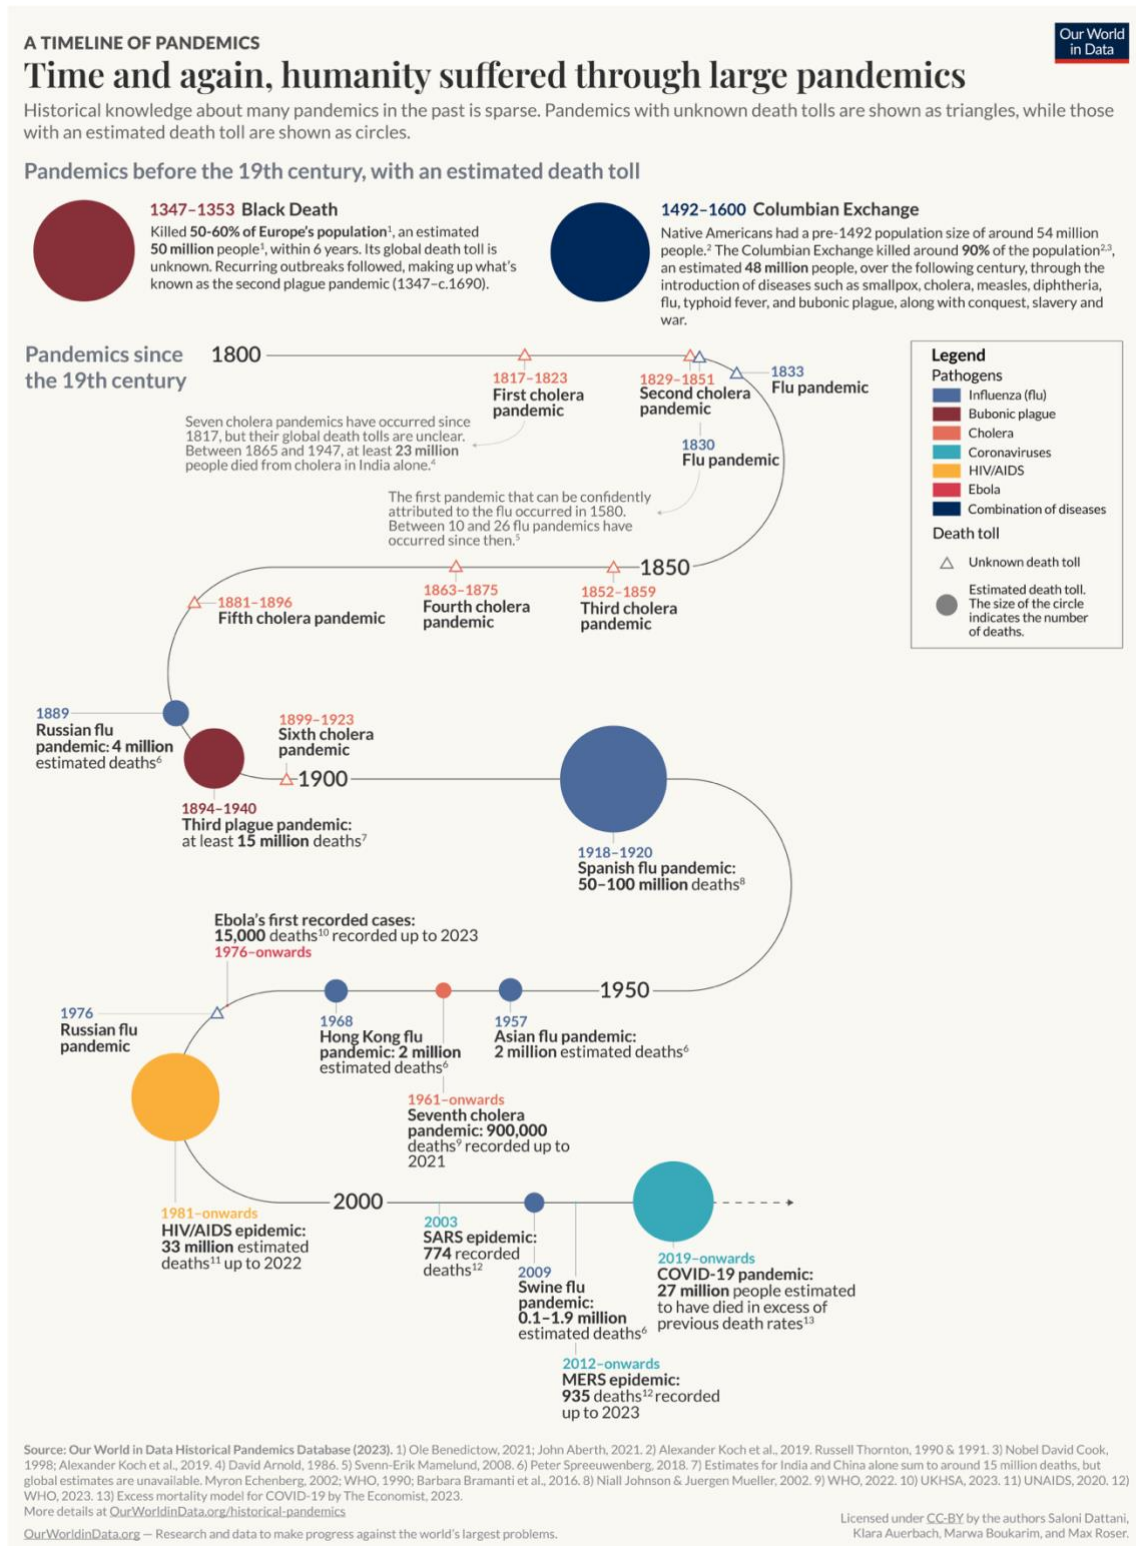 A TIMELINE OF PANDEMICS
Our World
in Data
Time and again, humanity suffered through large pandemics
Historical knowledge about many pandemics in the past is sparse. Pandemics with unknown death tolls are shown as triangles, while those
with an estimated death toll are shown as circles.
Pandemics before the 19th century, with an estimated death toll
1347–1353 Black Death
Killed 50-60% of Europe's population¹, an estimated
50 million people¹, within 6 years. Its global death toll is
unknown. Recurring outbreaks followed, making up what's
known as the second plague pandemic (1347–c.1690).
1492–1600 Columbian Exchange
Native Americans had a pre-1492 population size of around 54 million
people.² The Columbian Exchange killed around 90% of the population²,³,
an estimated 48 million people, over the following century, through the
introduction of diseases such as smallpox, cholera, measles, diphtheria,
flu, typhoid fever, and bubonic plague, along with conquest, slavery and
war.
Pandemics since
the 19th century
1800
1817–1823
First cholera
pandemic
1829–1851
Second cholera
pandemic
1833
Flu pandemic
Seven cholera pandemics have occurred since
1817, but their global death tolls are unclear.
Between 1865 and 1947, at least 23 million
people died from cholera in India alone.⁴
1830
Flu pandemic
The first pandemic that can be confidently
attributed to the flu occurred in 1580.
Between 10 and 26 flu pandemics have
occurred since then.⁵
Legend
Pathogens
Influenza (flu)
Bubonic plague
Cholera
Coronaviruses
HIV/AIDS
Ebola
Combination of diseases
Death toll
Unknown death toll
Estimated death toll.
The size of the circle
indicates the number
of deaths.
1850
1852–1859
Third cholera
pandemic
1863–1875
Fourth cholera
pandemic
1881–1896
Fifth cholera pandemic
1889
Russian flu
pandemic: 4 million
estimated deaths⁶
1894–1940
Third plague pandemic:
at least 15 million deaths⁷
1899–1923
Sixth cholera
pandemic
1900
1918–1920
Spanish flu pandemic:
50–100 million deaths⁸
1950
1957
Asian flu pandemic:
2 million estimated deaths⁶
1961–onwards
Seventh cholera
pandemic: 900,000
deaths⁹ recorded up to
2021
1968
Hong Kong flu
pandemic: 2 million
estimated deaths⁶
Ebola's first recorded cases:
15,000 deaths¹⁰ recorded up to 2023
1976–onwards
1976
Russian flu
pandemic
1981–onwards
HIV/AIDS epidemic:
33 million estimated
deaths¹¹ up to 2022
2000
2003
SARS epidemic:
774 recorded
deaths¹²
2009
Swine flu
pandemic:
0.1–1.9 million
estimated deaths⁶
2012–onwards
MERS epidemic:
935 deaths¹² recorded
up to 2023
2019–onwards
COVID-19 pandemic:
27 million people estimated
to have died in excess of
previous death rates¹³
Source: Our World in Data Historical Pandemics Database (2023). 1) Ole Benedictow, 2021; John Aberth, 2021. 2) Alexander Koch et al., 2019. Russell Thornton, 1990 & 1991. 3) Nobel David Cook,
1998; Alexander Koch et al., 2019. 4) David Arnold, 1986. 5) Svenn-Erik Mamelund, 2008. 6) Peter Spreeuwenberg, 2018. 7) Estimates for India and China alone sum to around 15 million deaths, but
global estimates are unavailable. Myron Echenberg, 2002; WHO, 1990; Barbara Bramanti et al., 2016. 8) Niall Johnson & Juergen Mueller, 2002. 9) WHO, 2022. 10) UKHSA, 2023. 11) UNAIDS, 2020. 12)
WHO, 2023. 13) Excess mortality model for COVID-19 by The Economist, 2023.
More details at OurWorldinData.org/historical-pandemics
OurWorldinData.org — Research and data to make progress against the world's largest problems.
Licensed under CC-BY by the authors Saloni Dattani,
Klara Auerbach, Marwa Boukarim, and Max Roser.